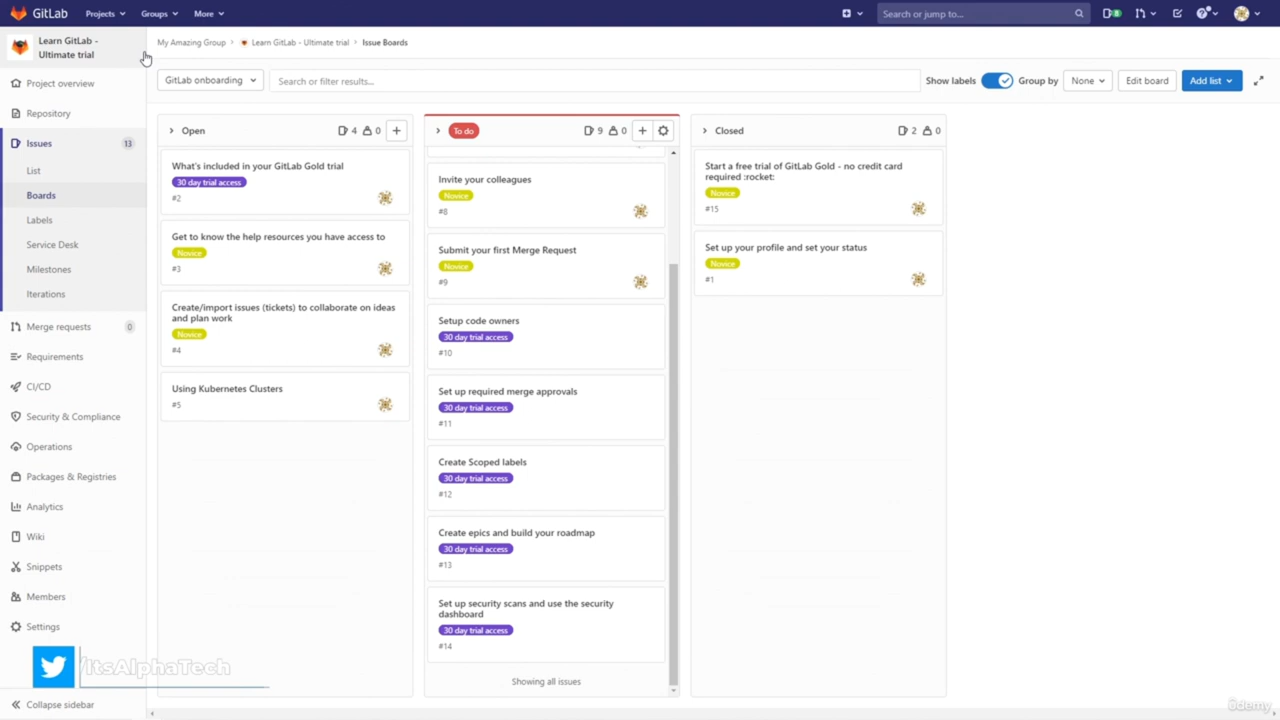 GitLab Projects Groups More Search or jump to... 8
Learn GitLab -
Ultimate trial
My Amazing Group > Learn GitLab - Ultimate trial > Issue Boards
GitLab onboarding Search or filter results... Show labels Group by None Edit board Add list
Project overview
Repository
Issues 13
List
Boards
Labels
Service Desk
Milestones
Iterations
Merge requests 0
Requirements
CI/CD
Security & Compliance
Operations
Packages & Registries
Analytics
Wiki
Snippets
Members
Settings
/ItsAlphaTech
Collapse sidebar
Open 4 0
What's included in your GitLab Gold trial
30 day trial access
#2
Get to know the help resources you have access to
Novice
#3
Create/import issues (tickets) to collaborate on ideas
and plan work
Novice
#4
Using Kubernetes Clusters
#5
To do 9 0
Invite your colleagues
Novice
#8
Submit your first Merge Request
Novice
#9
Setup code owners
30 day trial access
#10
Set up required merge approvals
30 day trial access
#11
Create Scoped labels
30 day trial access
#12
Create epics and build your roadmap
30 day trial access
#13
Set up security scans and use the security
dashboard
30 day trial access
#14
Showing all issues
Closed 2 0
Start a free trial of GitLab Gold - no credit card
required :rocket:
Novice
#15
Set up your profile and set your status
Novice
#1
ûdemy